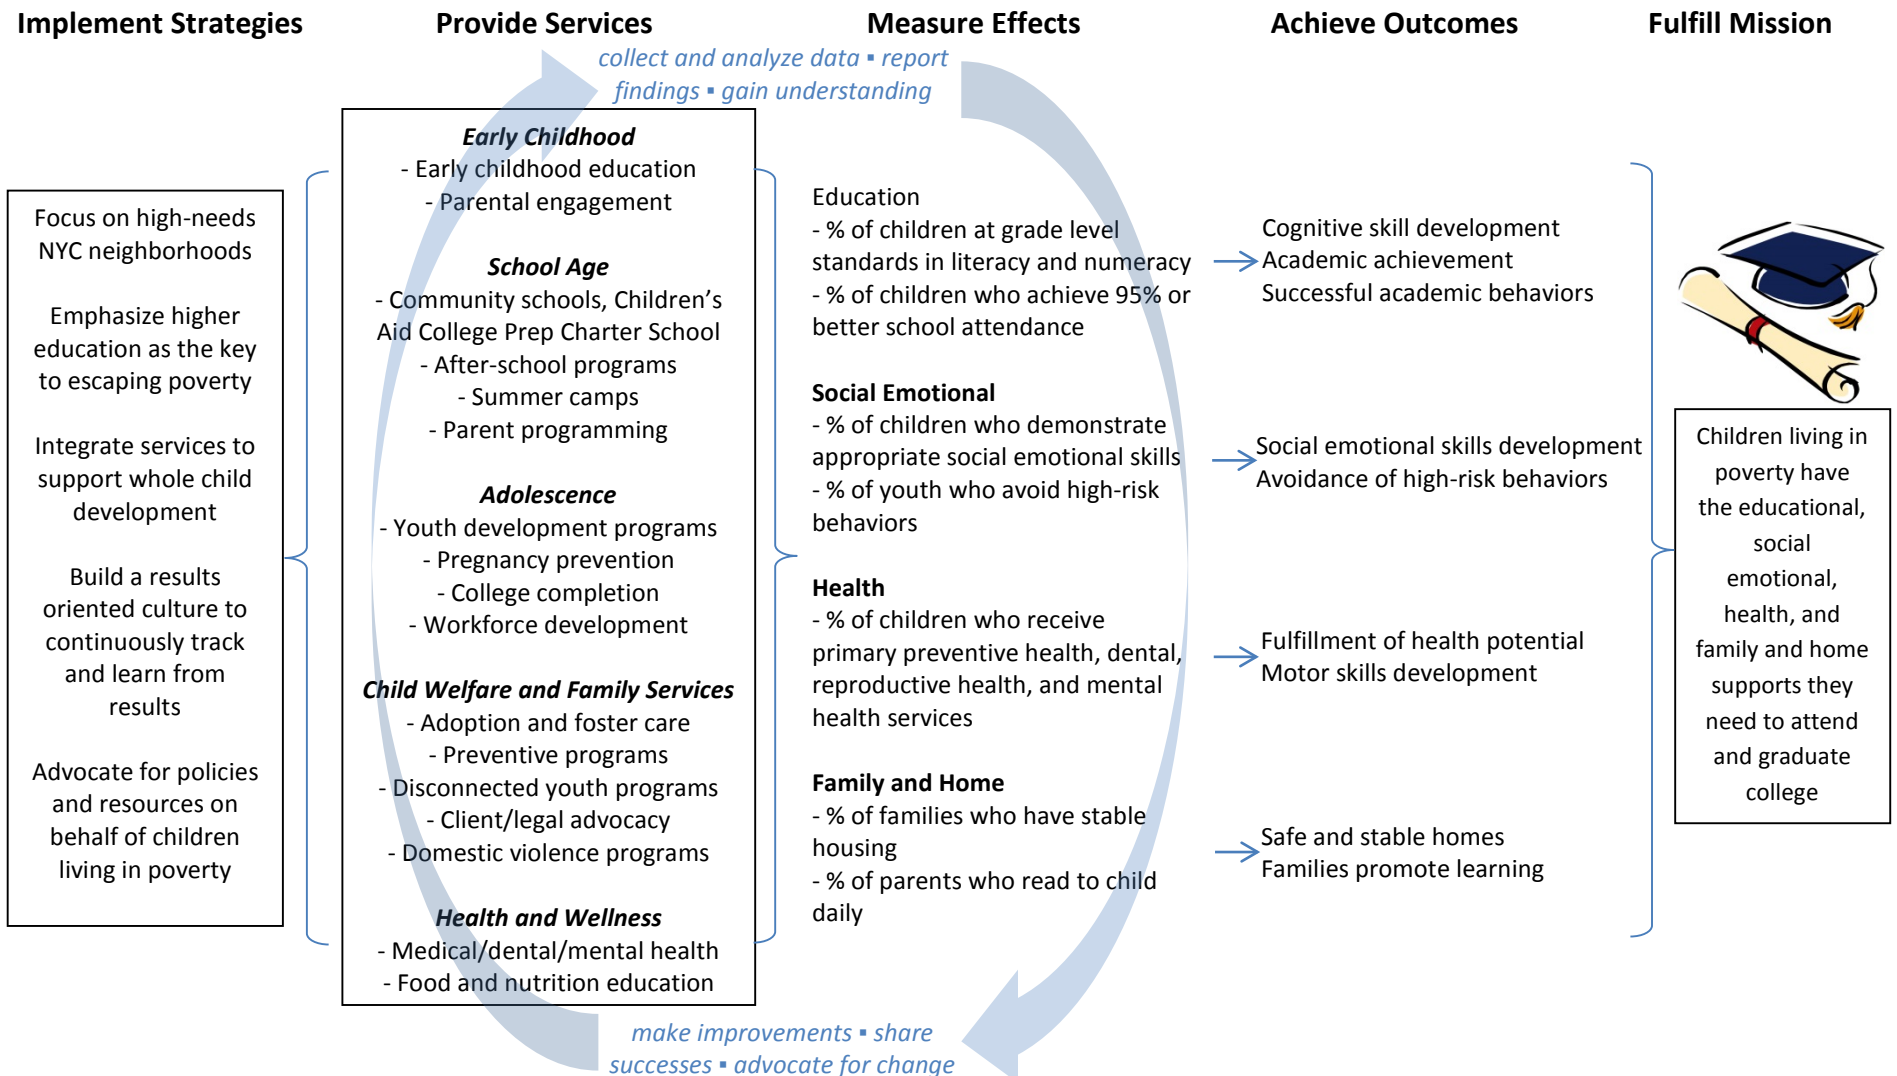 Implement Strategies
Provide Services
Measure Effects
Achieve Outcomes
Fulfill Mission
collect and analyze data ▪ report
findings ▪ gain understanding
Focus on high-needs
NYC neighborhoods
Emphasize higher
education as the key
to escaping poverty
Integrate services to
support whole child
development
Build a results
oriented culture to
continuously track
and learn from
results
Advocate for policies
and resources on
behalf of children
living in poverty
Early Childhood
- Early childhood education
- Parental engagement
School Age
- Community schools, Children’s
Aid College Prep Charter School
- After-school programs
- Summer camps
- Parent programming
Adolescence
- Youth development programs
- Pregnancy prevention
- College completion
- Workforce development
Child Welfare and Family Services
- Adoption and foster care
- Preventive programs
- Disconnected youth programs
- Client/legal advocacy
- Domestic violence programs
Health and Wellness
- Medical/dental/mental health
- Food and nutrition education
Education
- % of children at grade level
standards in literacy and numeracy
- % of children who achieve 95% or
better school attendance
Social Emotional
- % of children who demonstrate
appropriate social emotional skills
- % of youth who avoid high-risk
behaviors
Health
- % of children who receive
primary preventive health, dental,
reproductive health, and mental
health services
Family and Home
- % of families who have stable
housing
- % of parents who read to child
daily
Cognitive skill development
Academic achievement
Successful academic behaviors
Social emotional skills development
Avoidance of high-risk behaviors
Fulfillment of health potential
Motor skills development
Safe and stable homes
Families promote learning
Children living in
poverty have
the educational,
social
emotional,
health, and
family and home
supports they
need to attend
and graduate
college
make improvements ▪ share
successes ▪ advocate for change